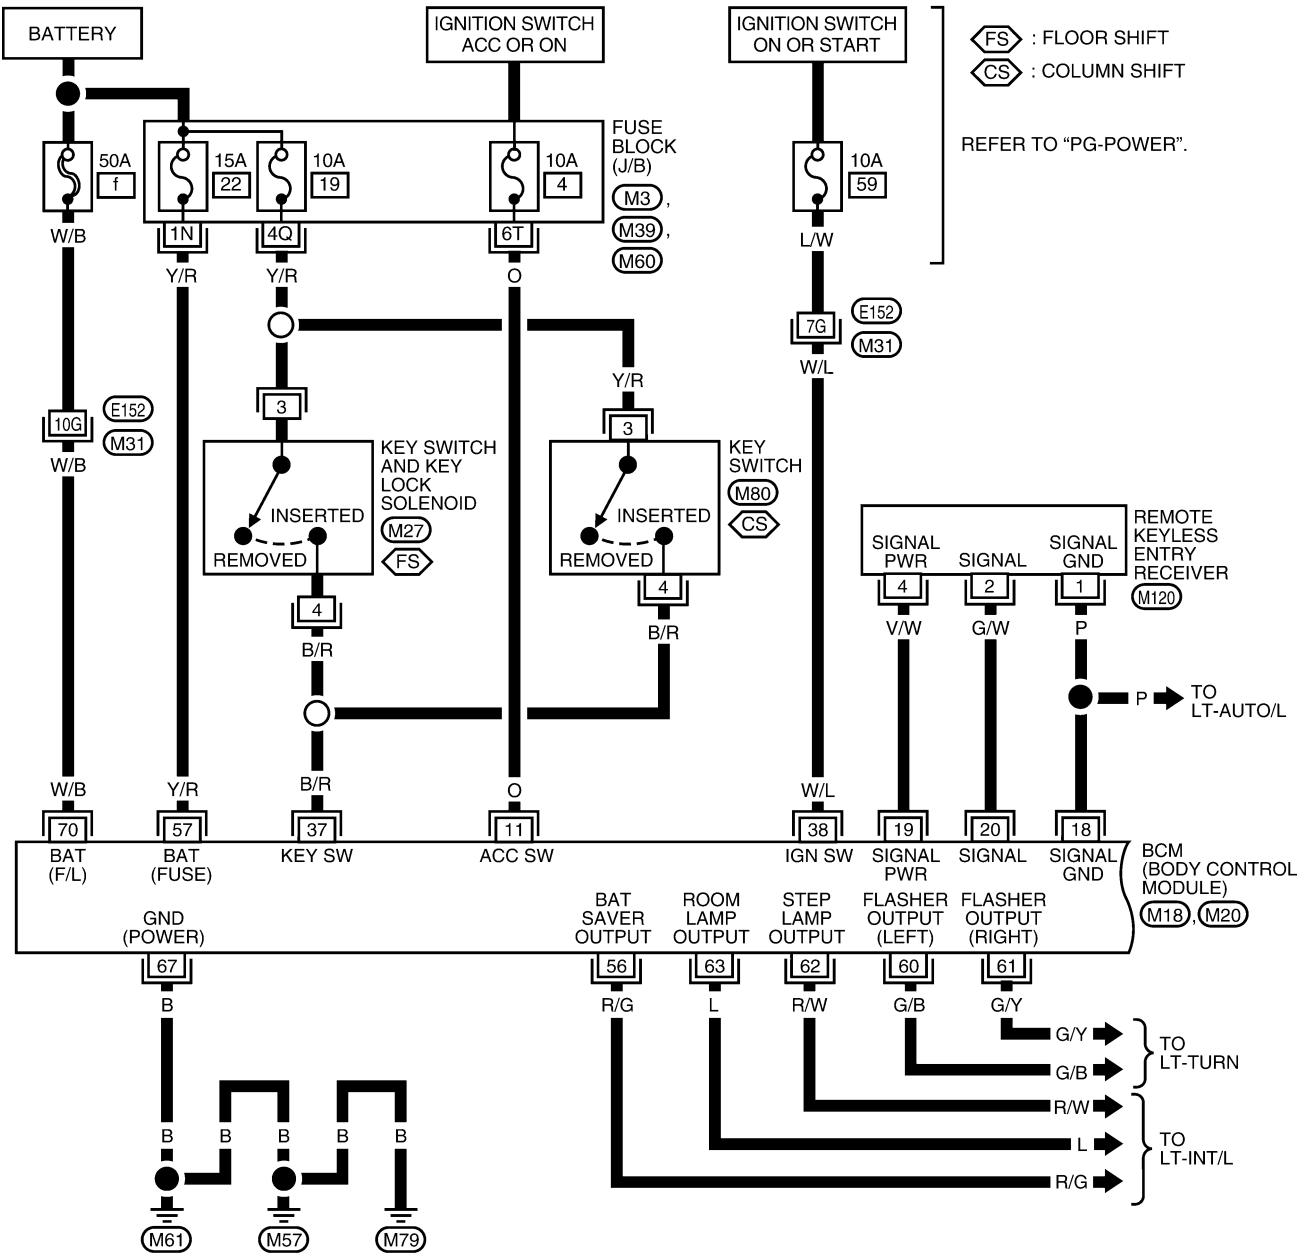 BATTERY
IGNITION SWITCH
ACC OR ON
IGNITION SWITCH
ON OR START
FS : FLOOR SHIFT
CS : COLUMN SHIFT
REFER TO “PG-POWER”.
50A
f
15A
22
10A
19
10A
4
10A
59
FUSE
BLOCK
(J/B)
M3 ,
M39 ,
M60
W/B
1N
4Q
6T
L/W
Y/R
Y/R
O
7G
E152
M31
W/L
Y/R
10G
E152
M31
W/B
3
3
KEY SWITCH
AND KEY
LOCK
SOLENOID
M27
FS
INSERTED
REMOVED
KEY
SWITCH
M80
CS
INSERTED
REMOVED
4
B/R
4
B/R
SIGNAL
PWR
SIGNAL
SIGNAL
GND
REMOTE
KEYLESS
ENTRY
RECEIVER
M120
4
2
1
V/W
G/W
P
P
TO
LT-AUTO/L
W/B
Y/R
B/R
O
W/L
70
57
37
11
38
19
20
18
BAT
(F/L)
BAT
(FUSE)
KEY SW
ACC SW
IGN SW
SIGNAL
PWR
SIGNAL
SIGNAL
GND
BCM
(BODY CONTROL
MODULE)
M18 , M20
GND
(POWER)
BAT
SAVER
OUTPUT
ROOM
LAMP
OUTPUT
STEP
LAMP
OUTPUT
FLASHER
OUTPUT
(LEFT)
FLASHER
OUTPUT
(RIGHT)
67
56
63
62
60
61
B
R/G
L
R/W
G/B
G/Y
G/Y
G/B
TO
LT-TURN
R/W
L
R/G
TO
LT-INT/L
B
B
B
B
B
M61
M57
M79